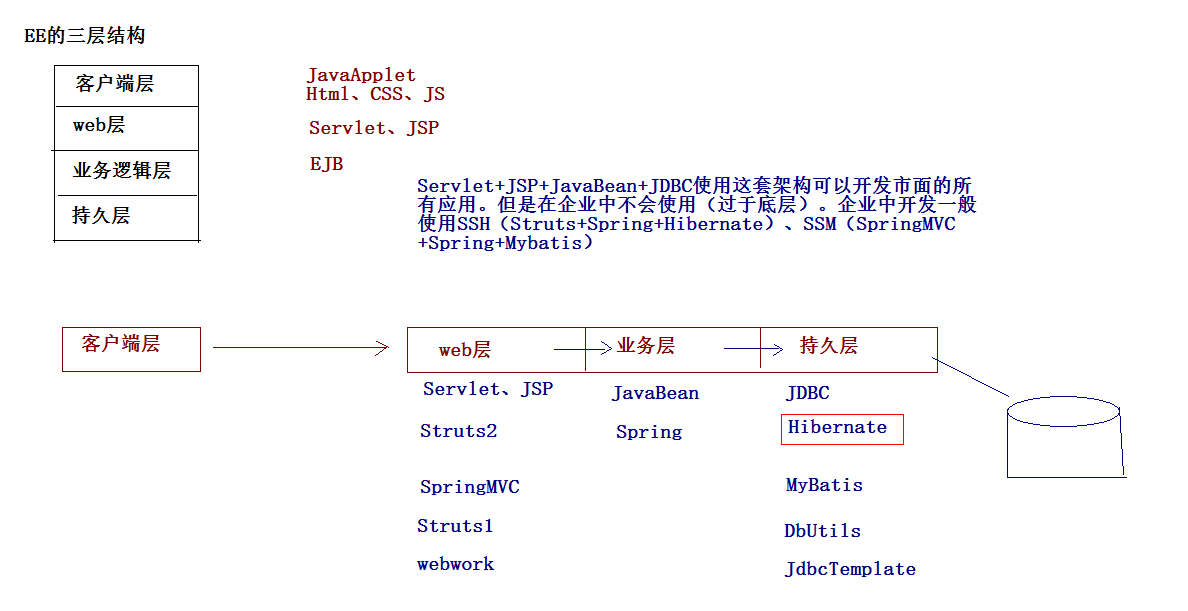 EE的三层结构
客户端层
JavaApplet
Html、CSS、JS
web层
Servlet、JSP
业务逻辑层
EJB
持久层
Servlet+JSP+JavaBean+JDBC使用这套架构可以开发市面的所
有应用。但是在企业中不会使用（过于底层）。企业中开发一般
使用SSH（Struts+Spring+Hibernate）、SSM（SpringMVC
+Spring+Mybatis）
客户端层
web层
业务层
持久层
Servlet、JSP
JavaBean
JDBC
Struts2
Spring
Hibernate
SpringMVC
MyBatis
Struts1
DbUtils
webwork
JdbcTemplate